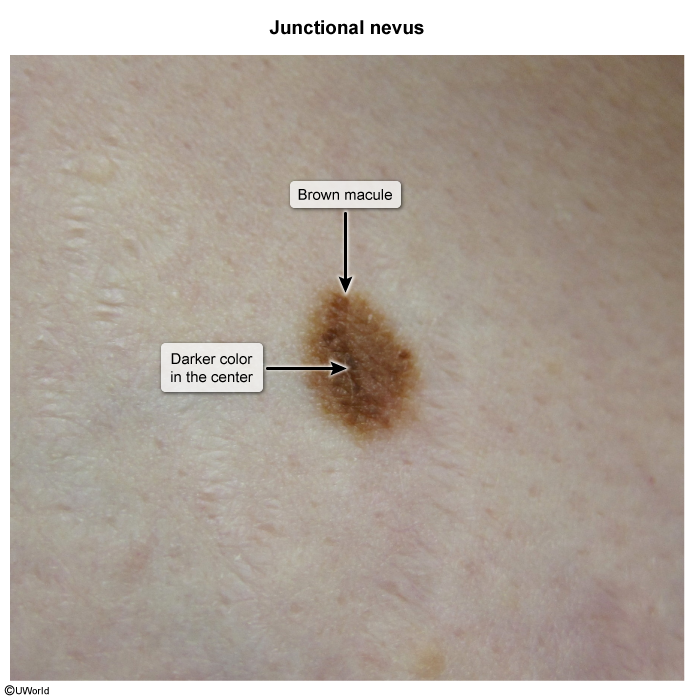 Junctional nevus
Brown macule
Darker color
in the center
©UWorld